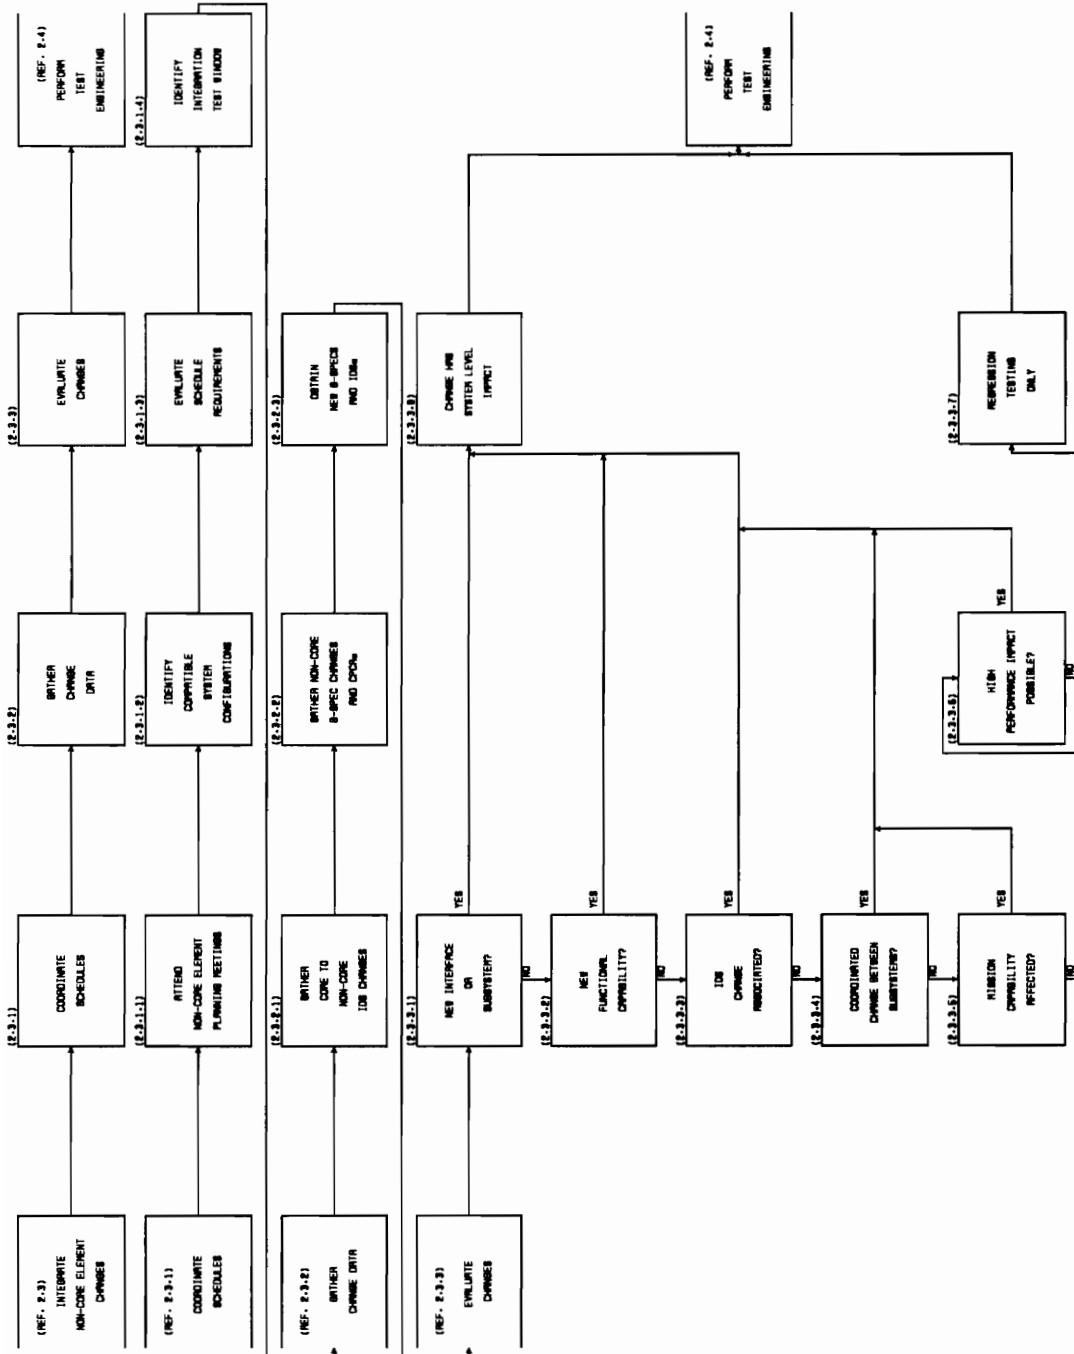 (REF. 2-3)
INTEGRATE
NON-CORE ELEMENT
CHANGES
(2-3-1)
COORDINATE
SCHEDULES
(2-3-2)
GATHER
CHANGE
DATA
(2-3-3)
EVALUATE
CHANGES
(REF. 2-4)
PERFORM
TEST
ENGINEERING
(REF. 2-3-1)
COORDINATE
SCHEDULES
(2-3-1-1)
ATTEND
NON-CORE ELEMENT
PLANNING MEETINGS
(2-3-1-2)
IDENTIFY
COMPATIBLE
SYSTEM
CONFIGURATIONS
(2-3-1-3)
EVALUATE
SCHEDULE
REQUIREMENTS
(2-3-1-4)
IDENTIFY
INTEGRATION
TEST WINDOW
(REF. 2-3-2)
GATHER
CHANGE DATA
(2-3-2-1)
GATHER
CORE TO
NON-CORE
IDS CHANGES
(2-3-2-2)
GATHER NON-CORE
B-SPEC CHANGES
AND CPCRs
(2-3-2-3)
OBTAIN
NEW B-SPECS
AND IDSs
(REF. 2-3-3)
EVALUATE
CHANGES
(2-3-3-1)
NEW INTERFACE
OR
SUBSYSTEM?
YES
NO
(2-3-3-8)
CHANGE HAS
SYSTEM LEVEL
IMPACT
(2-3-3-2)
NEW
FUNCTIONAL
CAPABILITY?
YES
NO
(2-3-3-3)
IDS
CHANGE
ASSOCIATED?
YES
NO
(REF. 2-4)
PERFORM
TEST
ENGINEERING
(2-3-3-4)
COORDINATED
CHANGE BETWEEN
SUBSYSTEMS?
YES
NO
(2-3-3-5)
MISSION
CAPABILITY
AFFECTED?
YES
NO
(2-3-3-6)
HIGH
PERFORMANCE IMPACT
POSSIBLE?
YES
NO
(2-3-3-7)
REGRESSION
TESTING
ONLY